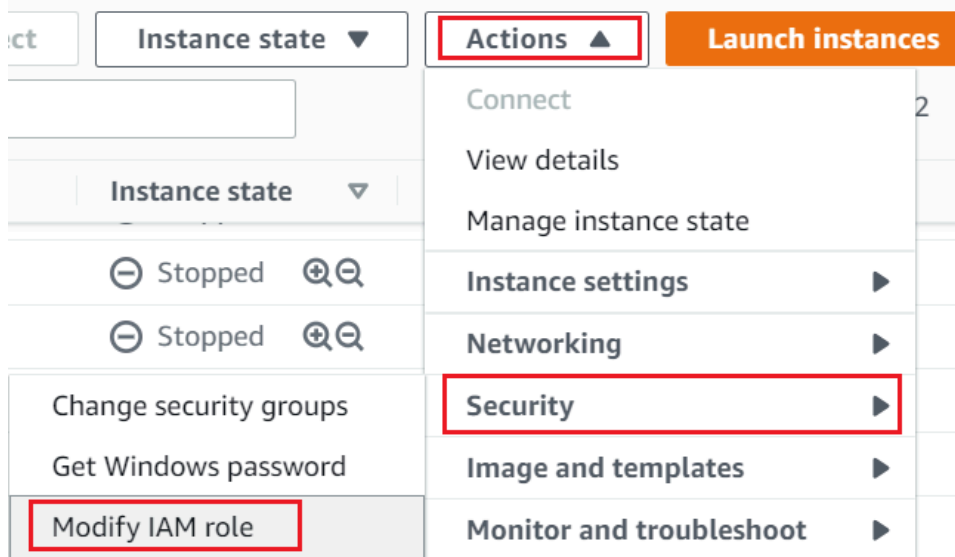 ct
Instance state
Actions
Launch instances
Connect
2
View details
Instance state
Manage instance state
Stopped
Instance settings
Stopped
Networking
Change security groups
Security
Get Windows password
Image and templates
Modify IAM role
Monitor and troubleshoot